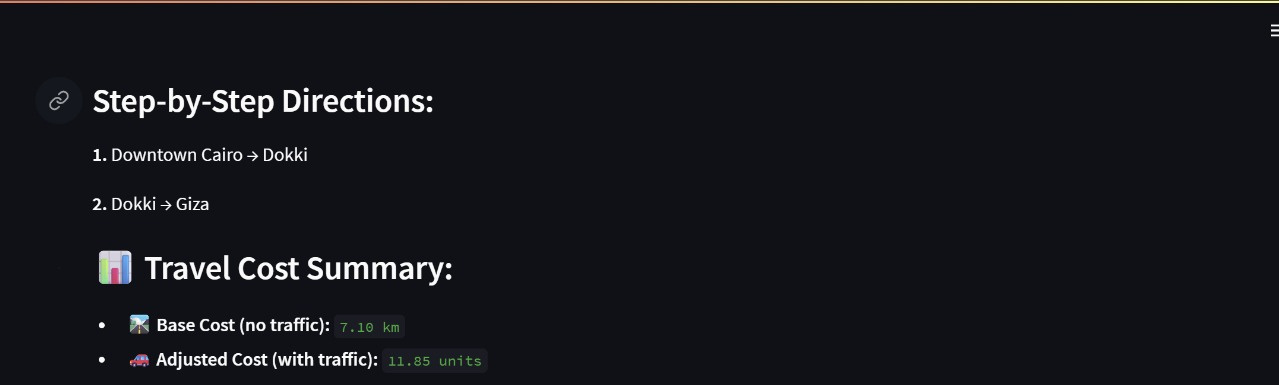 Step-by-Step Directions:
1. Downtown Cairo → Dokki
2. Dokki → Giza
📊 Travel Cost Summary:
• 🛣️ Base Cost (no traffic): 7.10 km
• 🚗 Adjusted Cost (with traffic): 11.85 units